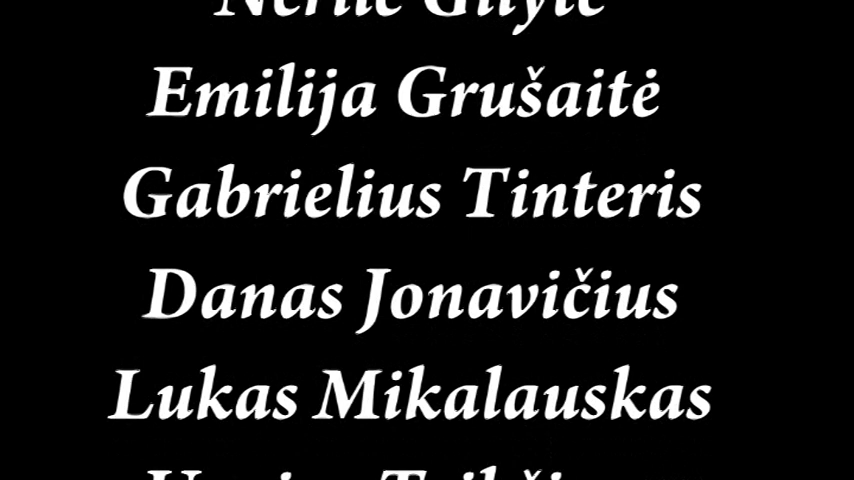 Emilija Grušaitė
Gabrielius Tinteris
Danas Jonavičius
Lukas Mikalauskas